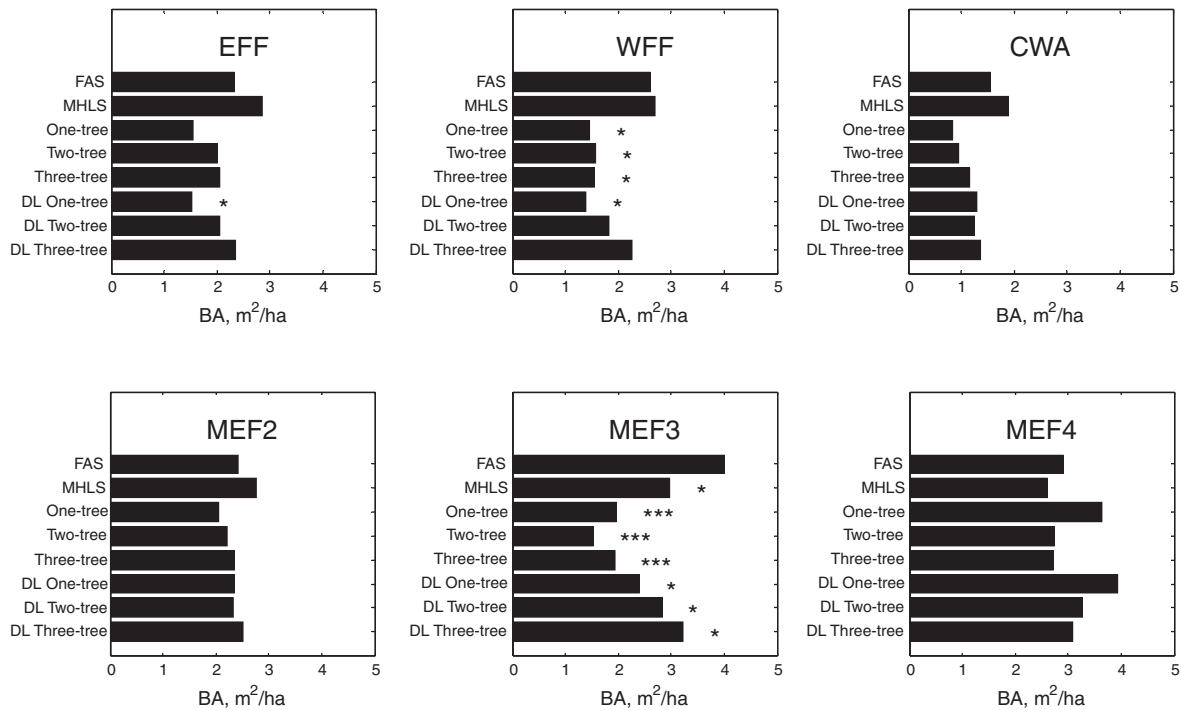 EFF
FAS
MHLS
One-tree
Two-tree
Three-tree
DL One-tree *
DL Two-tree
DL Three-tree
0 1 2 3 4 5
BA, m²/ha
WFF
FAS
MHLS
One-tree *
Two-tree *
Three-tree *
DL One-tree *
DL Two-tree
DL Three-tree
0 1 2 3 4 5
BA, m²/ha
CWA
FAS
MHLS
One-tree
Two-tree
Three-tree
DL One-tree
DL Two-tree
DL Three-tree
0 1 2 3 4 5
BA, m²/ha
MEF2
FAS
MHLS
One-tree
Two-tree
Three-tree
DL One-tree
DL Two-tree
DL Three-tree
0 1 2 3 4 5
BA, m²/ha
MEF3
FAS
MHLS *
One-tree ***
Two-tree ***
Three-tree ***
DL One-tree *
DL Two-tree *
DL Three-tree *
0 1 2 3 4 5
BA, m²/ha
MEF4
FAS
MHLS
One-tree
Two-tree
Three-tree
DL One-tree
DL Two-tree
DL Three-tree
0 1 2 3 4 5
BA, m²/ha